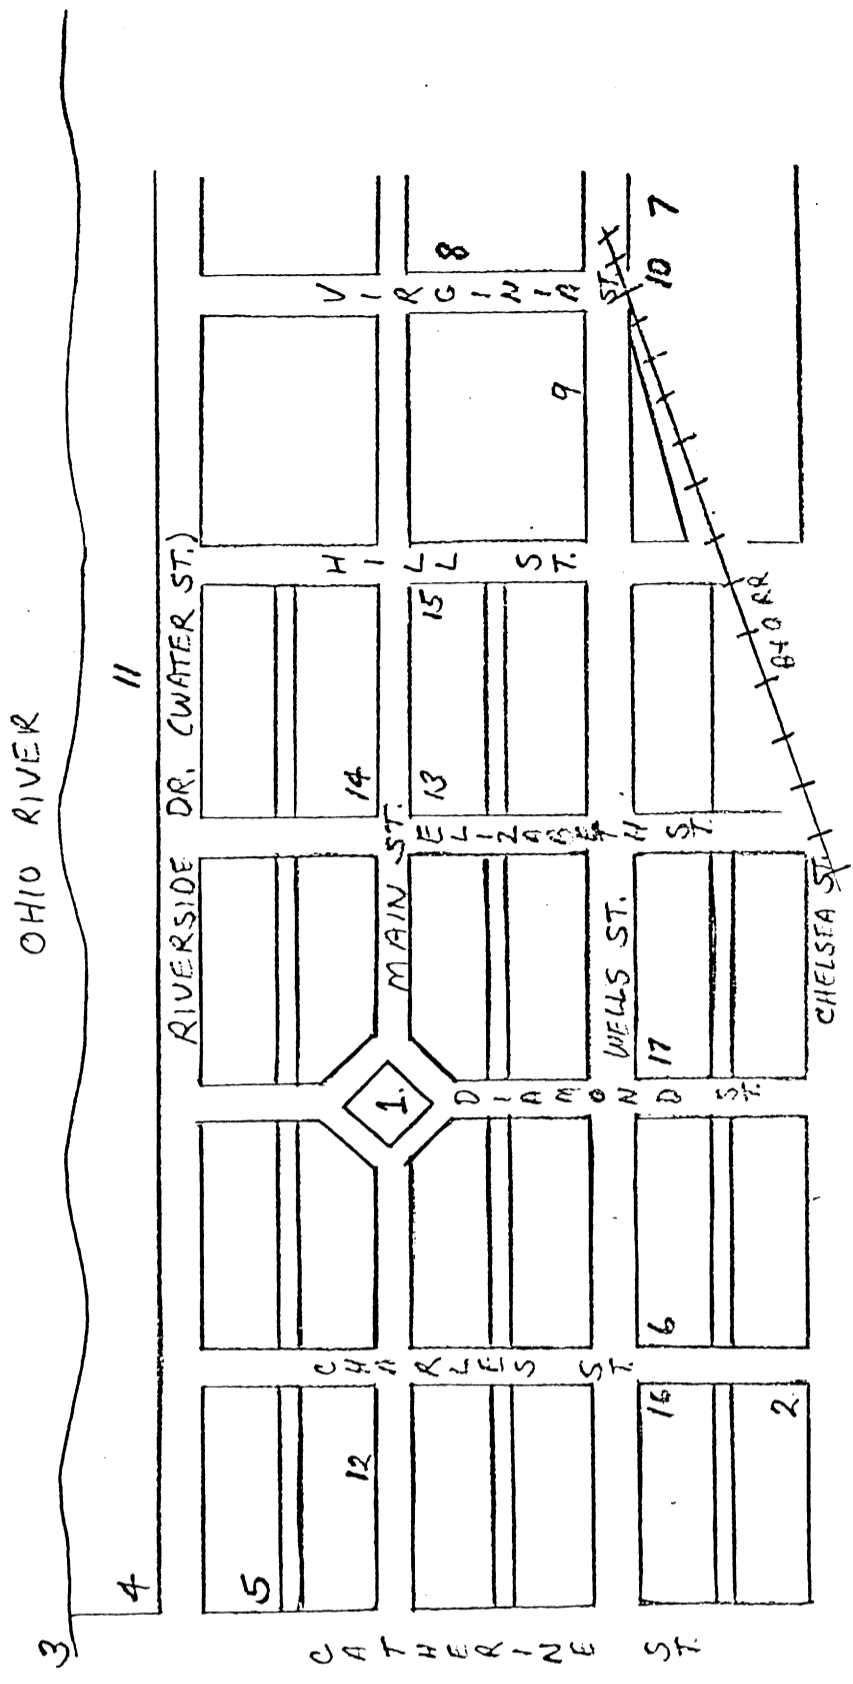 OHIO RIVER
3
4
11
RIVERSIDE DR. (WATER ST.)
5
12
14
1.
MAIN ST.
13
15
8
9
WELLS ST.
16
6
17
10
7
2
B+O RR
CHELSEA ST.
CATHERINE ST.
CHARLES ST.
DIAMOND ST.
ELIZABETH ST.
HILL ST.
VIRGINIA ST.